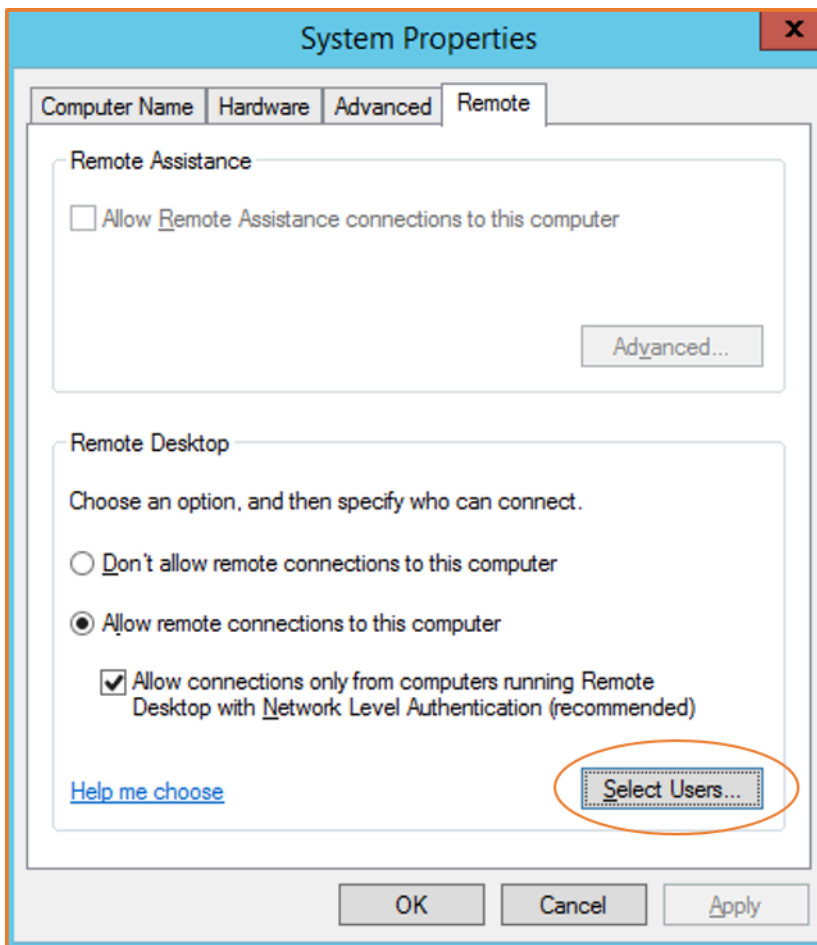 System Properties
x
Computer Name Hardware Advanced Remote
Remote Assistance
Allow Remote Assistance connections to this computer
Advanced...
Remote Desktop
Choose an option, and then specify who can connect.
Don't allow remote connections to this computer
Allow remote connections to this computer
Allow connections only from computers running Remote
Desktop with Network Level Authentication (recommended)
Help me choose
Select Users...
OK Cancel Apply